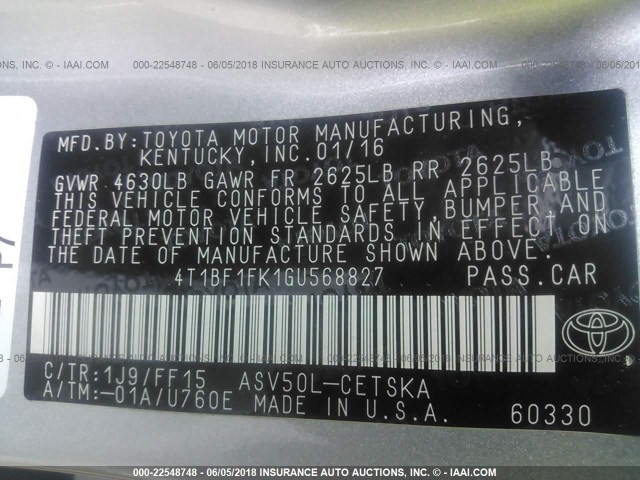 000-22548748 - 06/05/2018 INSURANCE AUTO AUCTIONS, INC. © - IAAI.COM
MFD.BY:TOYOTA MOTOR MANUFACTURING,
KENTUCKY,INC.01/16
GVWR 4630LB GAWR FR 2625LB RR 2625LB
THIS VEHICLE CONFORMS TO ALL APPLICABLE
FEDERAL MOTOR VEHICLE SAFETY,BUMPER AND
THEFT PREVENTION STANDARDS IN EFFECT ON
THE DATE OF MANUFACTURE SHOWN ABOVE.
4T1BF1FK1GU568827 PASS.CAR
TOYOTA
C/TR:1J9/FF15 ASV50L-CETSKA
A/TM:-01A/U760E MADE IN U.S.A.
60330
000-22548748 - 06/05/2018 INSURANCE AUTO AUCTIONS, INC. © - IAAI.COM